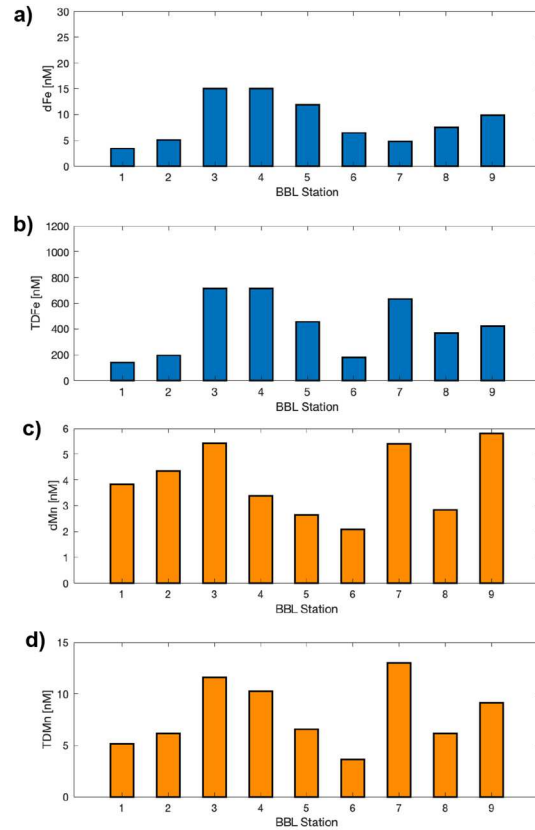 a)
dFe [nM]
30
25
20
15
10
5
0
1 2 3 4 5 6 7 8 9
BBL Station
b)
TDFe [nM]
1200
1000
800
600
400
200
0
1 2 3 4 5 6 7 8 9
BBL Station
c)
dMn [nM]
6
5
4
3
2
1
0
1 2 3 4 5 6 7 8 9
BBL Station
d)
TDMn [nM]
15
10
5
0
1 2 3 4 5 6 7 8 9
BBL Station